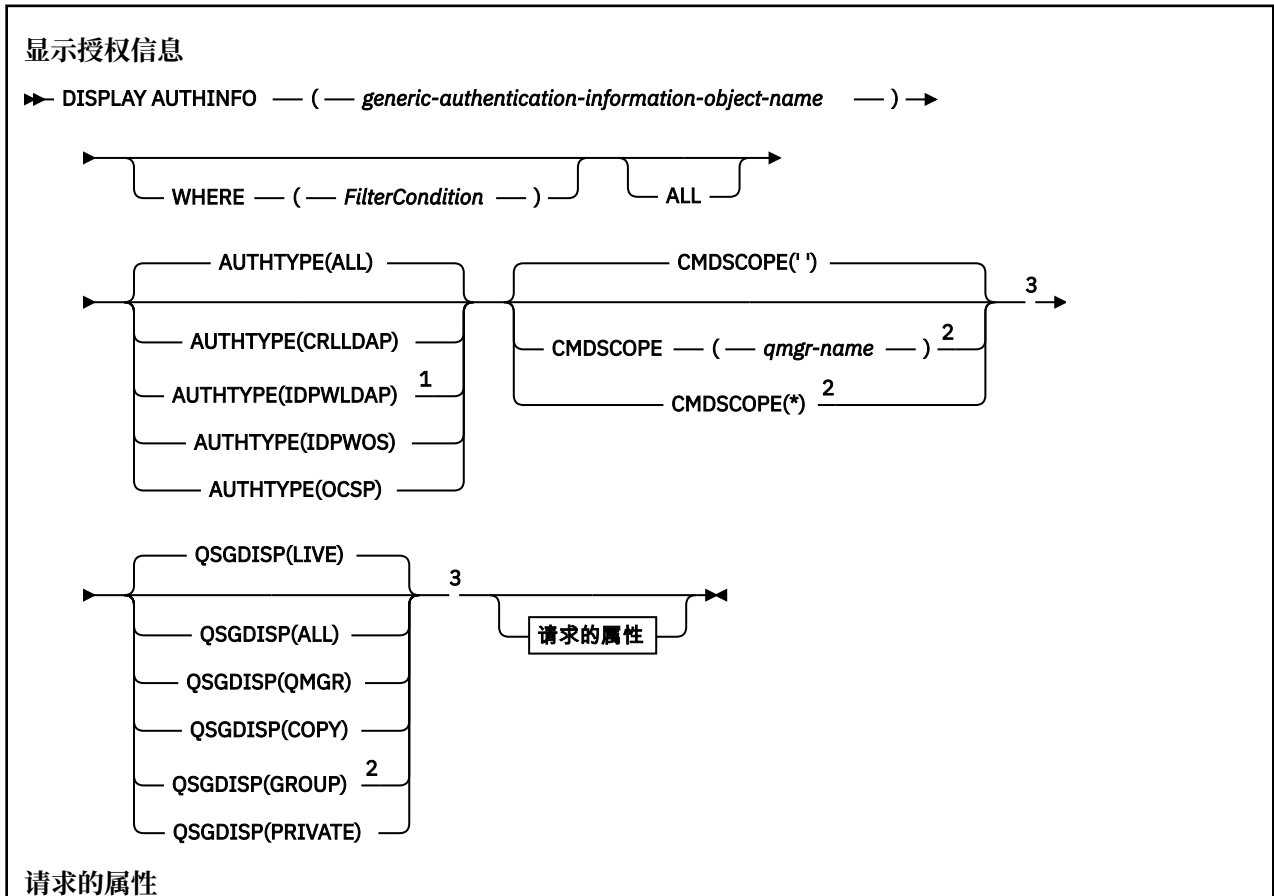 显示授权信息
DISPLAY AUTHINFO ( generic-authentication-information-object-name )
WHERE ( FilterCondition ) ALL
AUTHTYPE(ALL) CMDSCOPE(' ')
3
AUTHTYPE(CRLLDAP) CMDSCOPE ( qmgr-name ) 2
AUTHTYPE(IDPWLDAP) 1 CMDSCOPE(*) 2
AUTHTYPE(IDPWOS)
AUTHTYPE(OCSP)
QSGDISP(LIVE)
3
QSGDISP(ALL) 请求的属性
QSGDISP(QMGR)
QSGDISP(COPY)
QSGDISP(GROUP) 2
QSGDISP(PRIVATE)
请求的属性